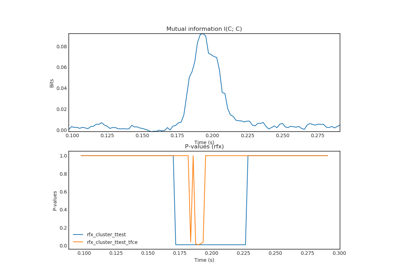 Mutual information I(C; C)
0.08
0.06
0.04
0.02
0.00
Bits
0.100 0.125 0.150 0.175 0.200 0.225 0.250 0.275
Time (s)
P-values (rfx)
1.0
0.8
0.6
0.4
0.2
0.0
P-values
rfx_cluster_ttest
rfx_cluster_ttest_tfce
0.100 0.125 0.150 0.175 0.200 0.225 0.250 0.275 0.300
Time (s)